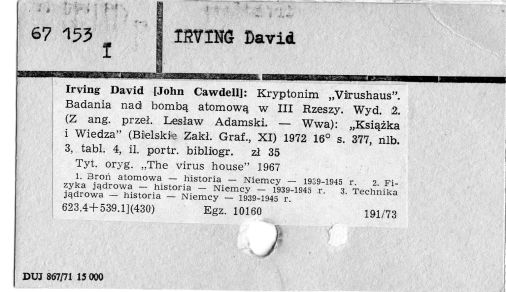 67 153
I
IRVING David
Irving David [John Cawdell]: Kryptonim „Virushaus".
Badania nad bombą atomową w III Rzeszy. Wyd. 2.
(Z ang. przeł. Lesław Adamski. — Wwa): „Książka
i Wiedza" (Bielskie Zakł. Graf., XI) 1972 16° s. 377, nlb.
3, tabl. 4, il. portr. bibliogr. zł 35
Tyt. oryg. „The virus house" 1967
1. Broń atomowa — historia — Niemcy — 1939-1945 r. 2. Fi-
zyka jądrowa — historia — Niemcy — 1939-1945 r. 3. Technika
jądrowa — historia — Niemcy — 1939-1945 r.
623.4+539.1](430) Egz. 10160 191/73
DUJ 867/71 15 000